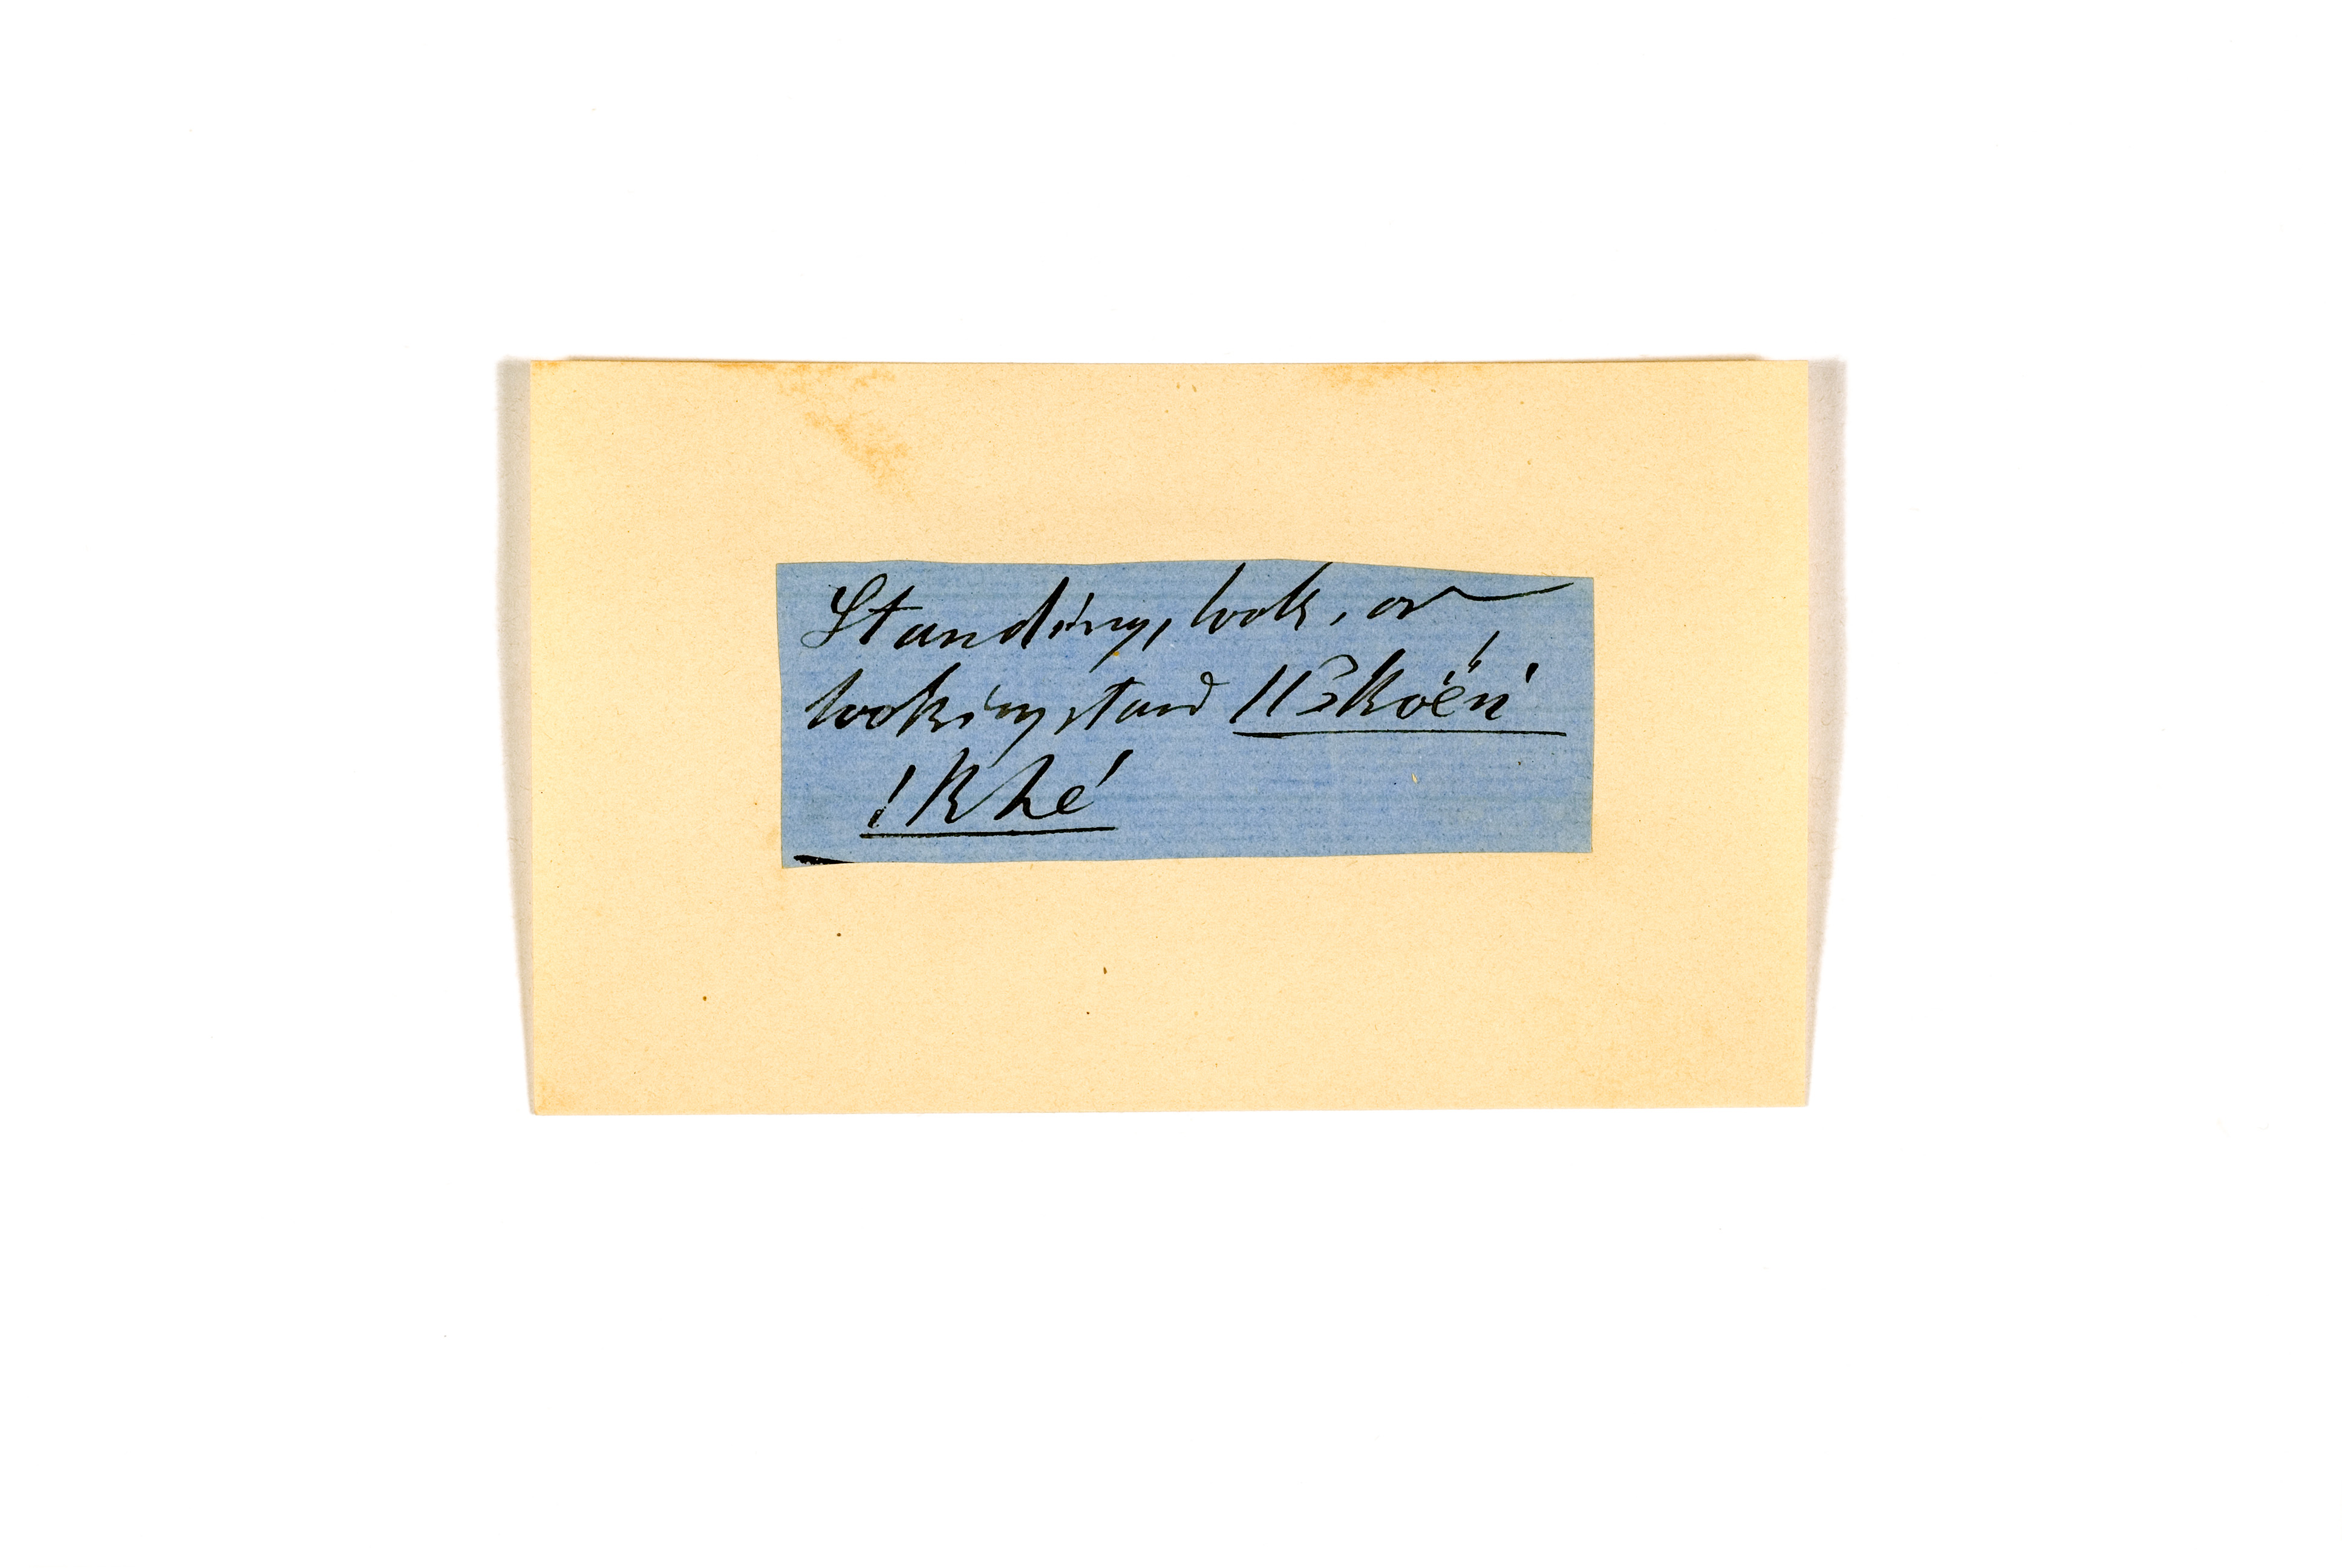 Standing, look, or
looking stand
!khé